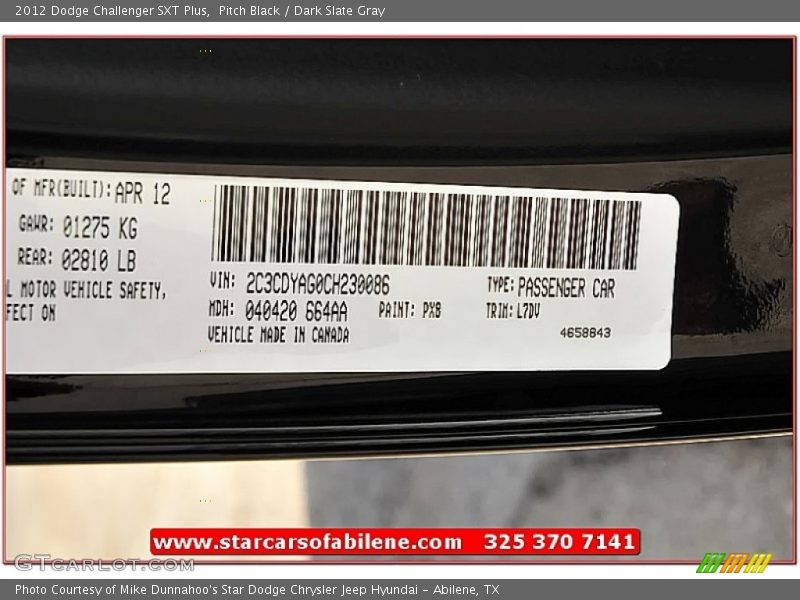 2012 Dodge Challenger SXT Plus,  Pitch Black / Dark Slate Gray
OF MFR(BUILT): APR 12
GAWR: 01275 KG
REAR: 02810 LB
L MOTOR VEHICLE SAFETY,
FECT ON
VIN: 2C3CDYAG0CH230086 TYPE: PASSENGER CAR
MDH: 040420 664AA PAINT: PX8 TRIM: L7DV
VEHICLE MADE IN CANADA 4658843
www.starcarsofabilene.com 325 370 7141
GTCARLOT.COM
Photo Courtesy of Mike Dunnahoo's Star Dodge Chrysler Jeep Hyundai – Abilene, TX